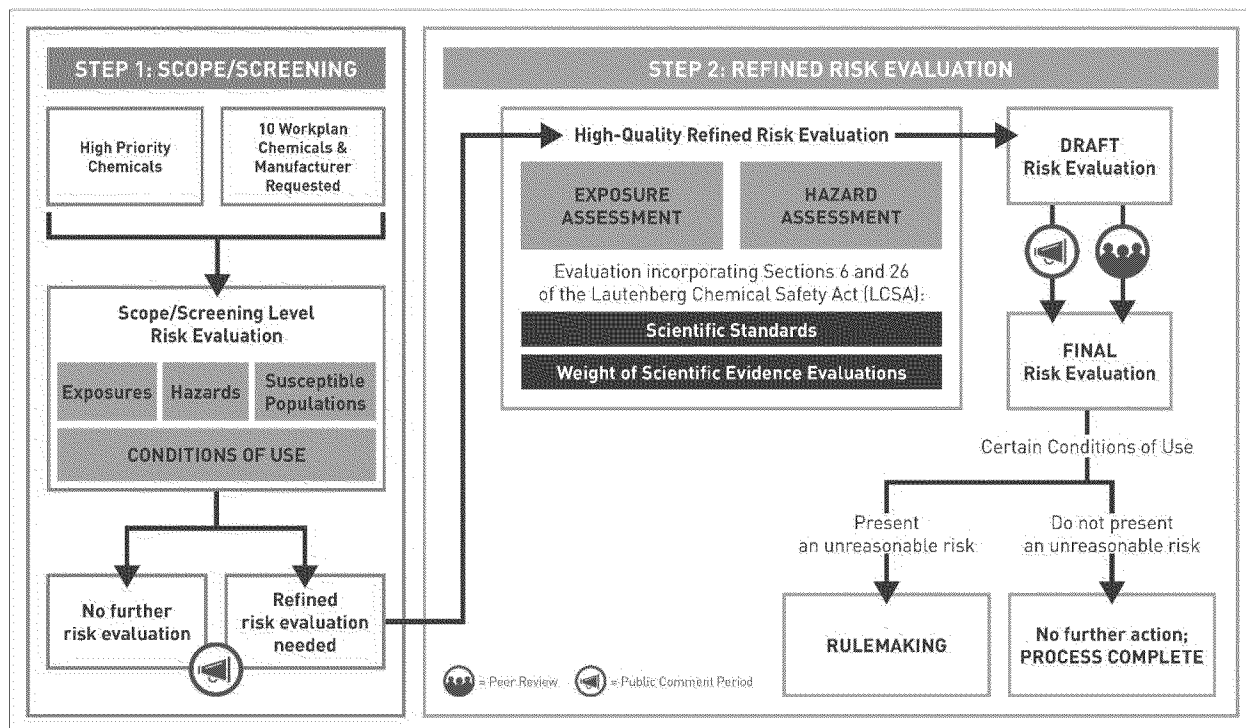 STEP 1: SCOPE/SCREENING
High Priority
Chemicals
10 Workplan
Chemicals &
Manufacturer
Requested
Scope/Screening Level
Risk Evaluation
Exposures
Hazards
Susceptible
Populations
CONDITIONS OF USE
No further
risk evaluation
Refined
risk evaluation
needed
STEP 2: REFINED RISK EVALUATION
High-Quality Refined Risk Evaluation
EXPOSURE
ASSESSMENT
HAZARD
ASSESSMENT
Evaluation incorporating Sections 6 and 26
of the Lautenberg Chemical Safety Act (LCSA):
Scientific Standards
Weight of Scientific Evidence Evaluations
DRAFT
Risk Evaluation
FINAL
Risk Evaluation
Certain Conditions of Use
Present
an unreasonable risk
Do not present
an unreasonable risk
RULEMAKING
No further action;
PROCESS COMPLETE
= Peer Review
= Public Comment Period